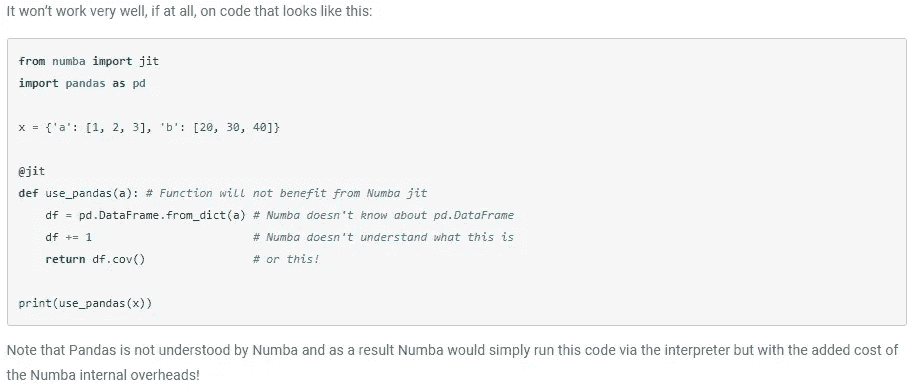 It won't work very well, if at all, on code that looks like this:
from numba import jit
import pandas as pd
x = {'a': [1, 2, 3], 'b': [20, 30, 40]}
@jit
def use_pandas(a): # Function will not benefit from Numba jit
    df = pd.DataFrame.from_dict(a) # Numba doesn't know about pd.DataFrame
    df += 1                        # Numba doesn't understand what this is
    return df.cov()                # or this!
print(use_pandas(x))
Note that Pandas is not understood by Numba and as a result Numba would simply run this code via the interpreter but with the added cost of
the Numba internal overheads!